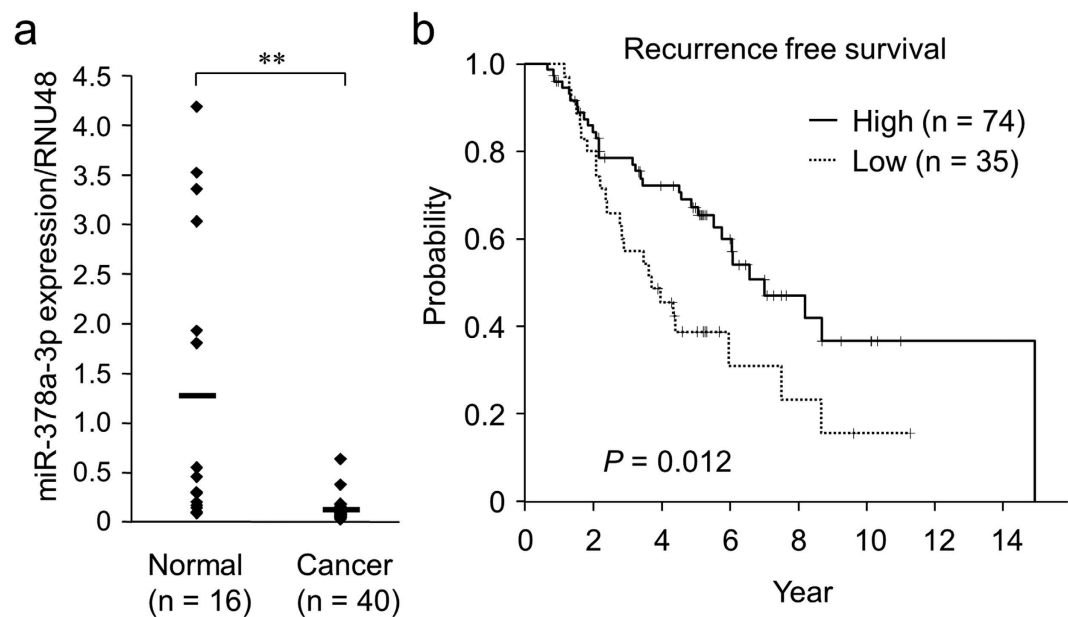 a
**
4.5
4.0
3.5
3.0
2.5
2.0
1.5
1.0
0.5
0
miR-378a-3p expression/RNU48
Normal
(n = 16)
Cancer
(n = 40)
b
Recurrence free survival
1.0
0.8
0.6
0.4
0.2
0
Probability
High (n = 74)
Low (n = 35)
P = 0.012
0 2 4 6 8 10 12 14
Year